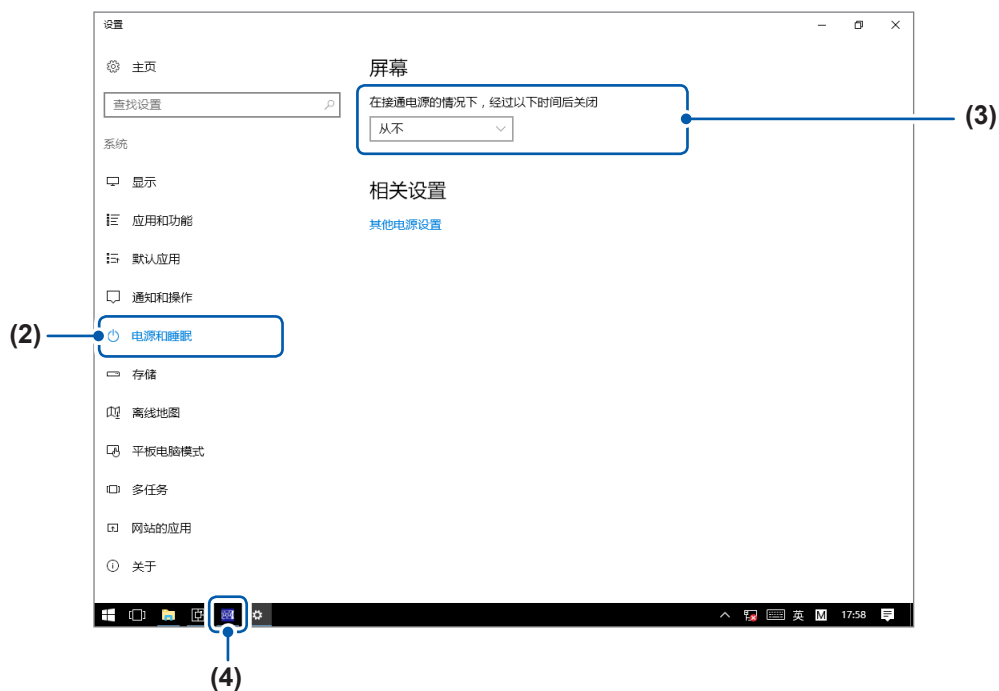 设置
主页
查找设置
系统
显示
应用和功能
默认应用
通知和操作
(2)
电源和睡眠
存储
离线地图
平板电脑模式
多任务
网站的应用
关于
屏幕
在接通电源的情况下，经过以下时间后关闭
从不
(3)
相关设置
其他电源设置
英 M 17:58
(4)